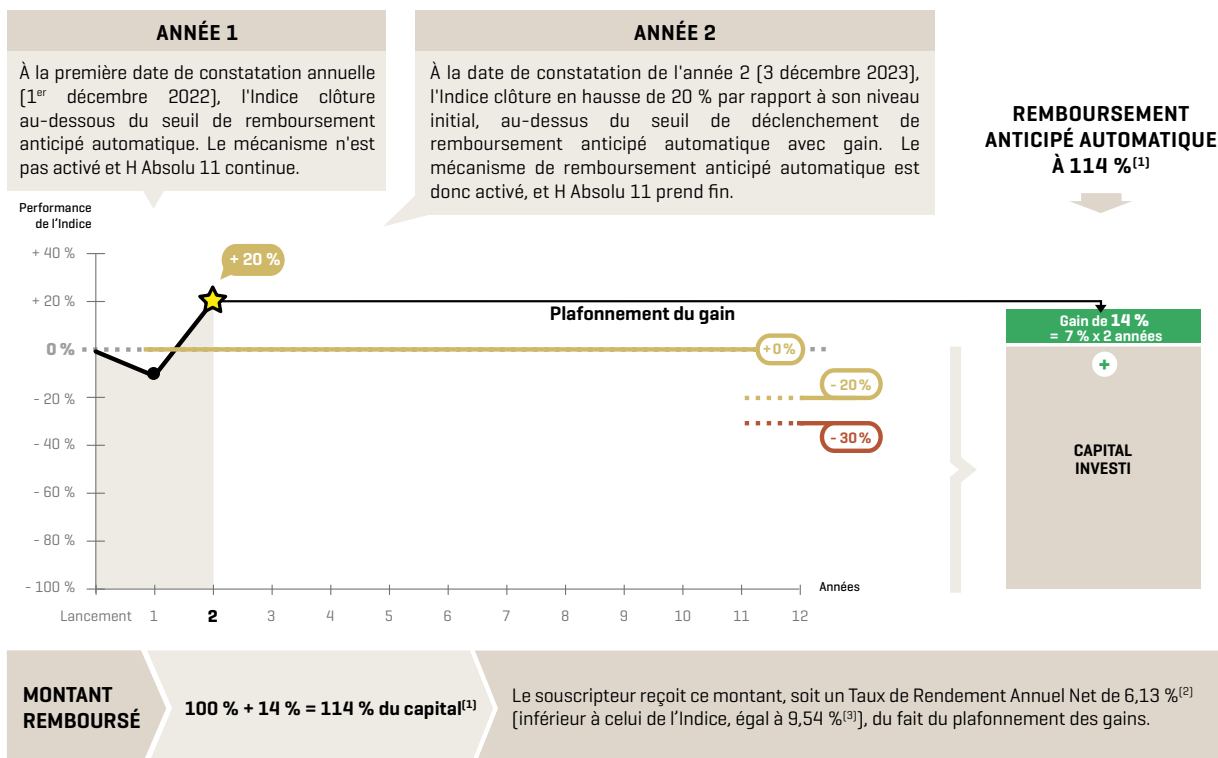 ANNÉE 1
À la première date de constatation annuelle
(1er décembre 2022), l'Indice clôture
au-dessous du seuil de remboursement
anticipé automatique. Le mécanisme n'est
pas activé et H Absolu 11 continue.
ANNÉE 2
À la date de constatation de l'année 2 (3 décembre 2023),
l'Indice clôture en hausse de 20 % par rapport à son niveau
initial, au-dessus du seuil de déclenchement de
remboursement anticipé automatique avec gain. Le
mécanisme de remboursement anticipé automatique est
donc activé, et H Absolu 11 prend fin.
REMBOURSEMENT
ANTICIPÉ AUTOMATIQUE
À 114 %(1)
Performance
de l'Indice
+ 40 %
+ 20 %
0 %
- 20 %
- 40 %
- 60 %
- 80 %
- 100 %
+ 20 %
Plafonnement du gain
+0 %
- 20 %
- 30 %
Années
Lancement 1 2 3 4 5 6 7 8 9 10 11 12
Gain de 14 %
= 7 % x 2 années
+
CAPITAL
INVESTI
MONTANT
REMBOURSÉ
100 % + 14 % = 114 % du capital(1)
Le souscripteur reçoit ce montant, soit un Taux de Rendement Annuel Net de 6,13 %(2)
(inférieur à celui de l'Indice, égal à 9,54 %(3)), du fait du plafonnement des gains.